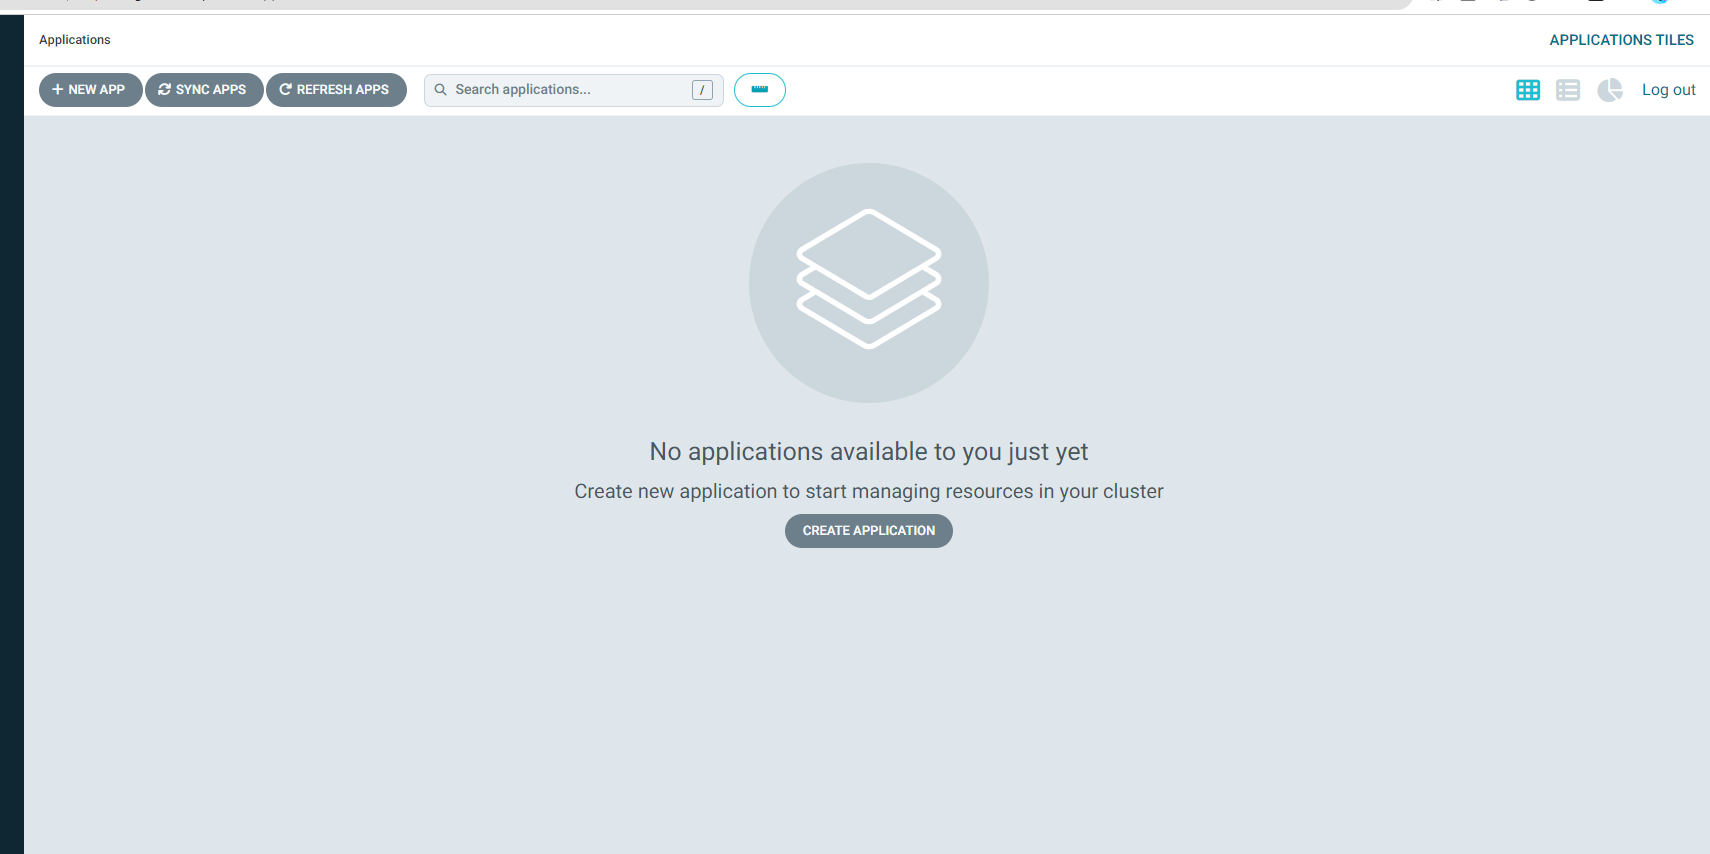 Applications
APPLICATIONS TILES
NEW APP
SYNC APPS
REFRESH APPS
Search applications...
/
Log out
No applications available to you just yet
Create new application to start managing resources in your cluster
CREATE APPLICATION